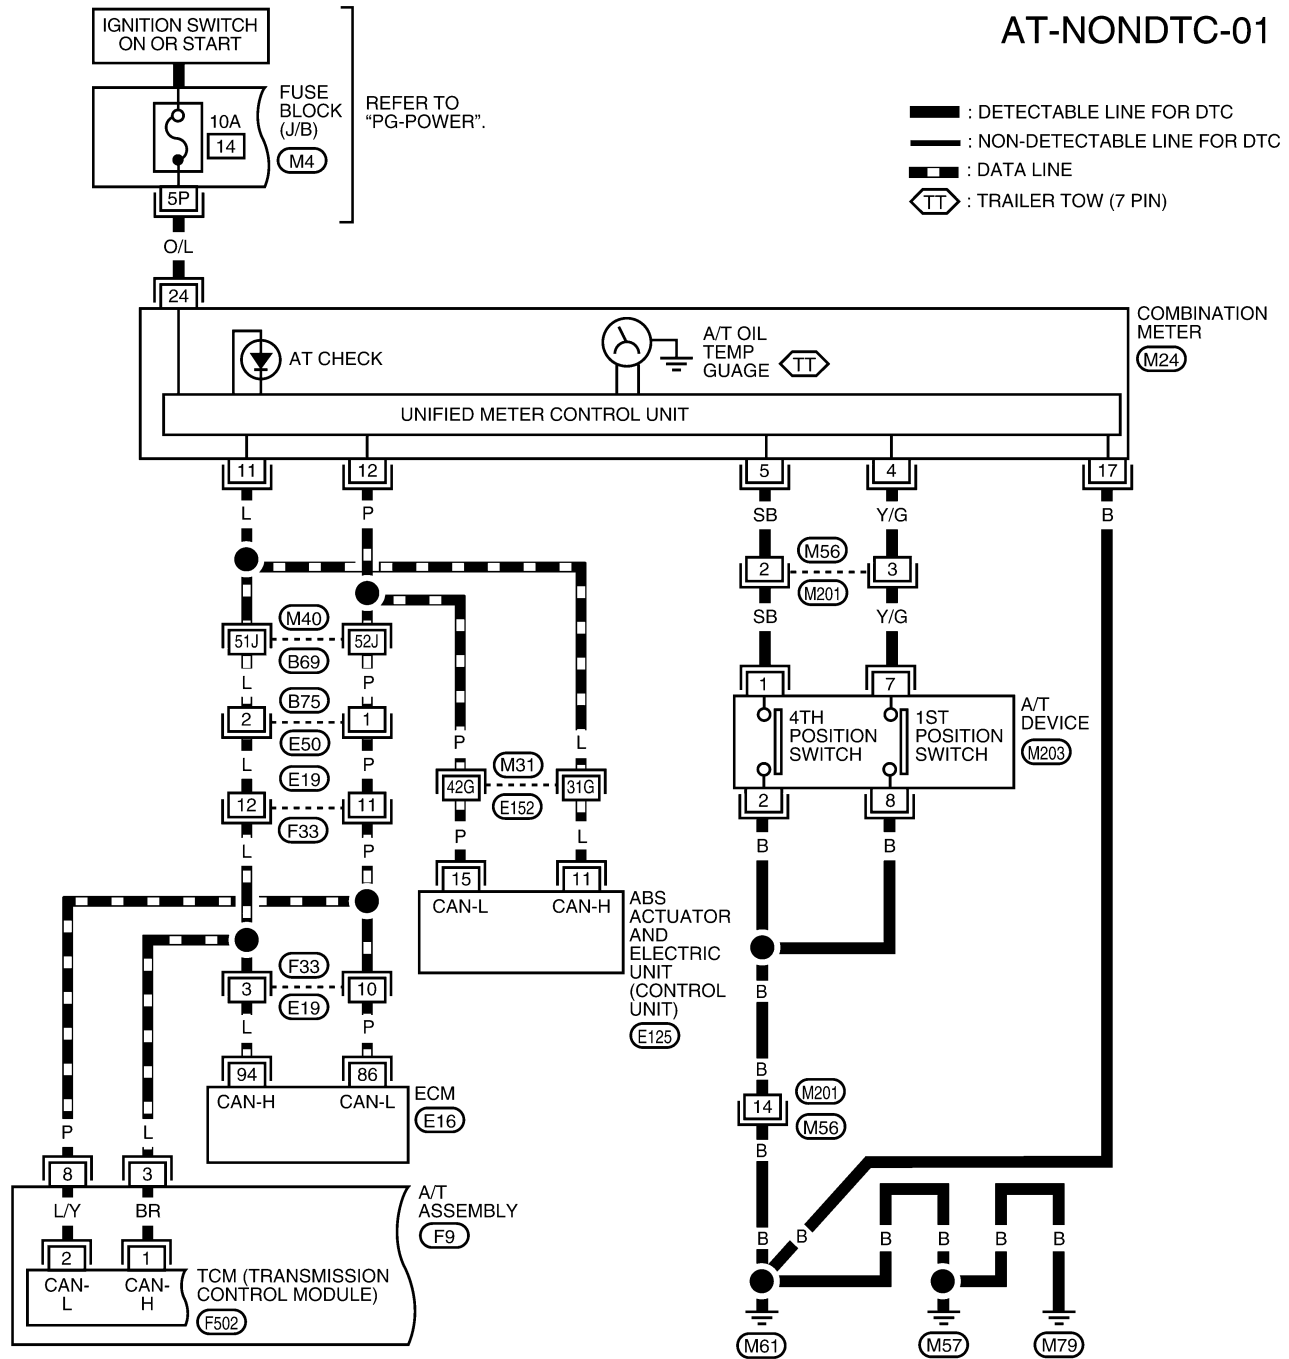 AT-NONDTC-01
IGNITION SWITCH
ON OR START
FUSE
BLOCK
(J/B)
M4
10A
14
REFER TO
“PG-POWER”.
5P
O/L
24
: DETECTABLE LINE FOR DTC
: NON-DETECTABLE LINE FOR DTC
: DATA LINE
TT : TRAILER TOW (7 PIN)
COMBINATION
METER
M24
AT CHECK
A/T OIL
TEMP
GUAGE
TT
UNIFIED METER CONTROL UNIT
11 12 5 4 17
L P SB Y/G B
M56
2 3
M201
SB Y/G
M40
51J 52J
B69
L P
B75
2 1
E50
L P
E19
12 11
F33
L P
P L
M31
42G 31G
E152
P L
15 11
CAN-L CAN-H
ABS
ACTUATOR
AND
ELECTRIC
UNIT
(CONTROL
UNIT)
E125
1 7
4TH
POSITION
SWITCH
1ST
POSITION
SWITCH
A/T
DEVICE
M203
2 8
B B
B
B
M201
14
M56
B
F33
3 10
E19
L P
94 86
CAN-H CAN-L
ECM
E16
P L
8 3
L/Y BR
2 1
CAN-
L
CAN-
H
A/T
ASSEMBLY
F9
TCM (TRANSMISSION
CONTROL MODULE)
F502
B B B B B B
M61 M57 M79